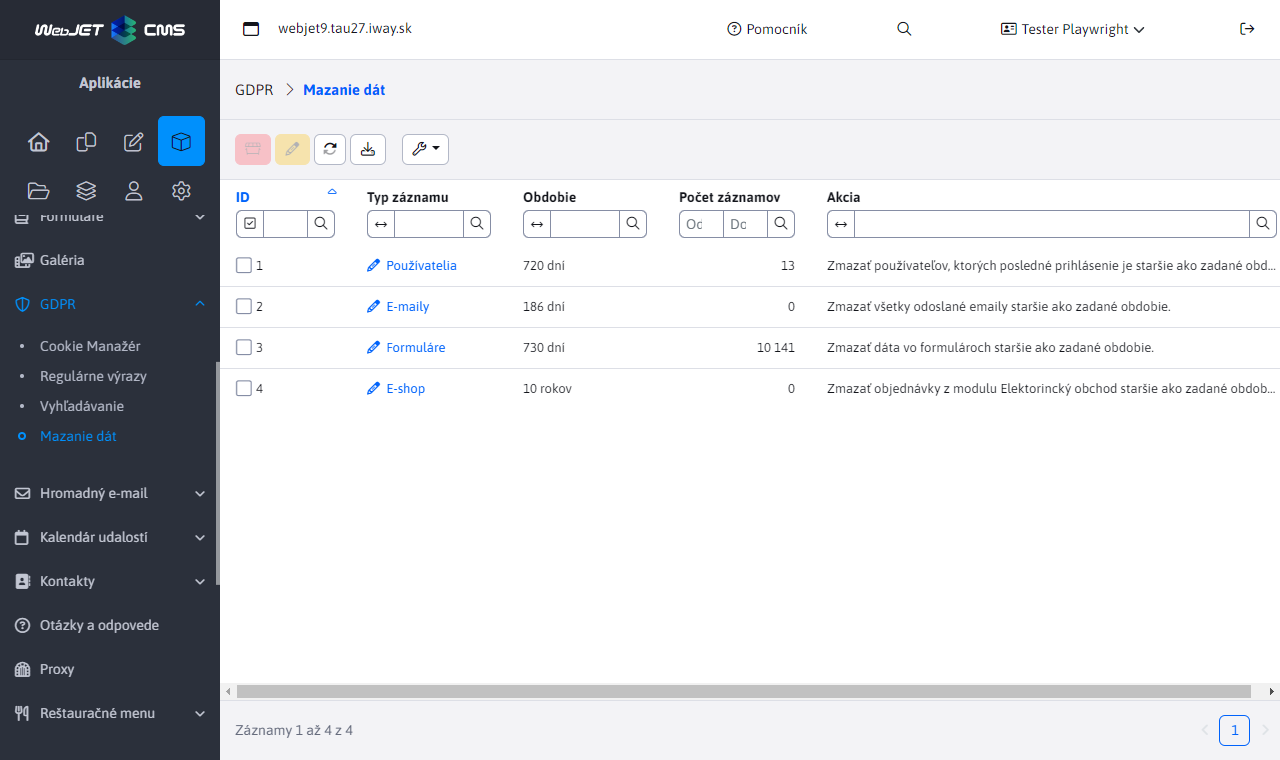 WebJET CMS
webjet9.tau27.iway.sk
Pomocník
Tester Playwright
Aplikácie
Formuláre
Galéria
GDPR
Cookie Manažér
Regulárne výrazy
Vyhľadávanie
Mazanie dát
Hromadný e-mail
Kalendár udalostí
Kontakty
Otázky a odpovede
Proxy
Reštauračné menu
GDPR
Mazanie dát
ID Typ záznamu Obdobie Počet záznamov Akcia
Od Do
1 Používatelia 720 dní 13 Zmazať používateľov, ktorých posledné prihlásenie je staršie ako zadané obd...
2 E-maily 186 dní 0 Zmazať všetky odoslané emaily staršie ako zadané obdobie.
3 Formuláre 730 dní 10 141 Zmazať dáta vo formulároch staršie ako zadané obdobie.
4 E-shop 10 rokov 0 Zmazať objednávky z modulu Elektorincký obchod staršie ako zadané obdob...
Záznamy 1 až 4 z 4
1